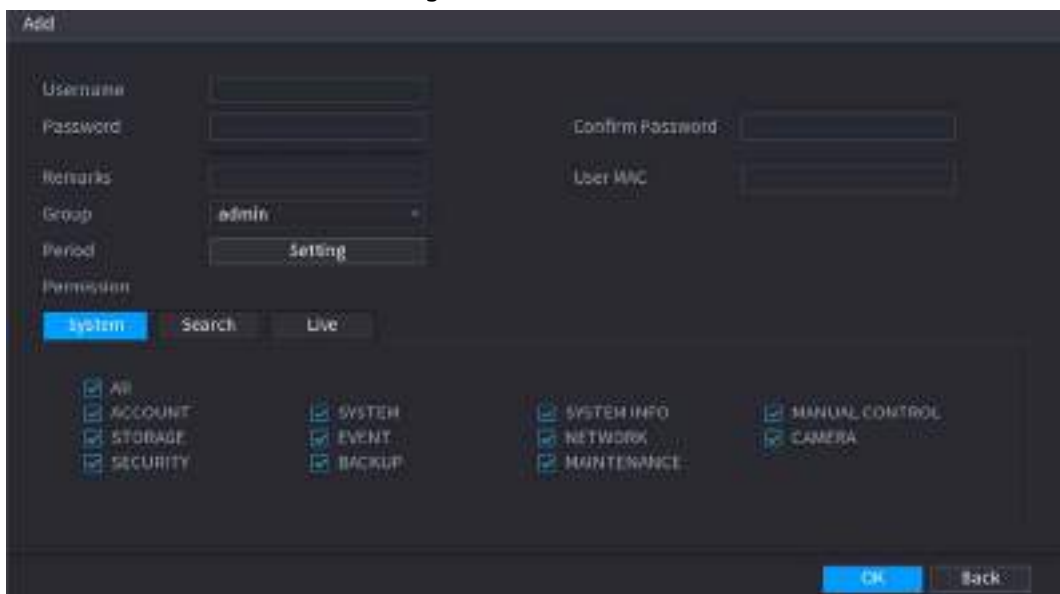 Add
Username
Password Confirm Password
Remarks User MAC
Group admin
Period Setting
Permission
System Search Live
All
ACCOUNT SYSTEM SYSTEM INFO MANUAL CONTROL
STORAGE EVENT NETWORK CAMERA
SECURITY BACKUP MAINTENANCE
OK Back